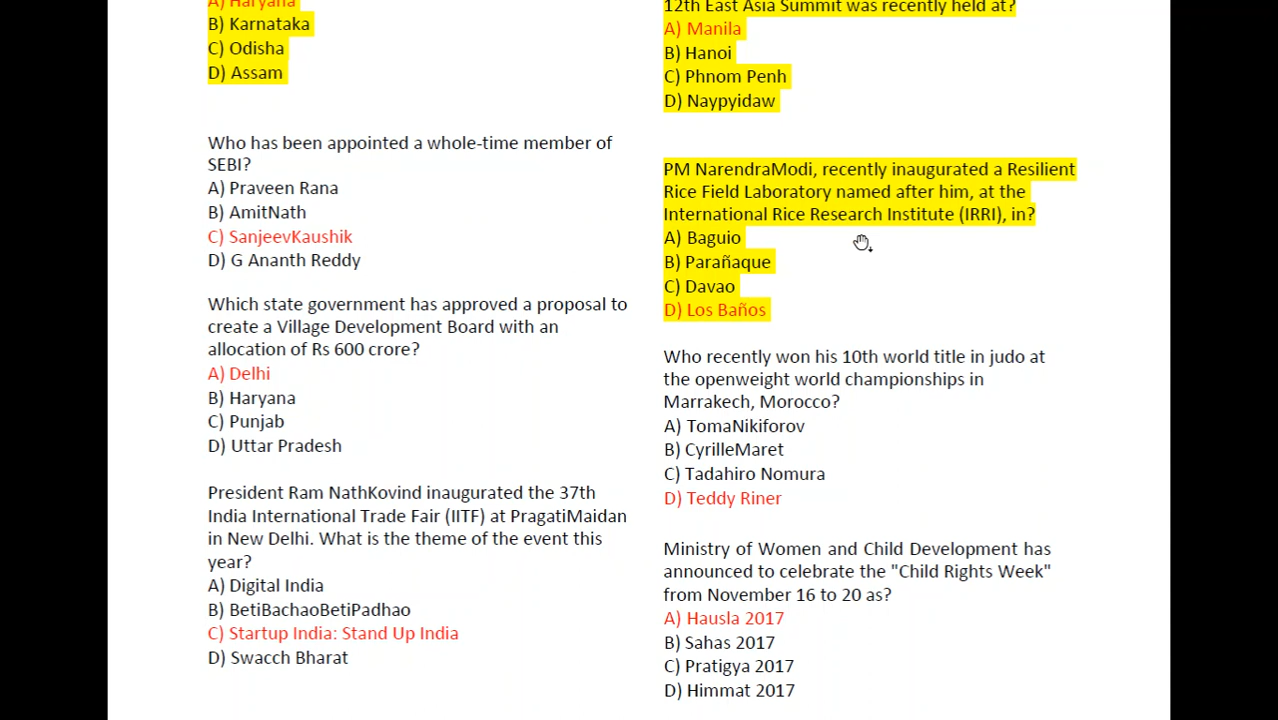 A) Haryana
B) Karnataka
C) Odisha
D) Assam
Who has been appointed a whole-time member of
SEBI?
A) Praveen Rana
B) AmitNath
C) SanjeevKaushik
D) G Ananth Reddy
Which state government has approved a proposal to
create a Village Development Board with an
allocation of Rs 600 crore?
A) Delhi
B) Haryana
C) Punjab
D) Uttar Pradesh
President Ram NathKovind inaugurated the 37th
India International Trade Fair (IITF) at PragatiMaidan
in New Delhi. What is the theme of the event this
year?
A) Digital India
B) BetiBachaoBetiPadhao
C) Startup India: Stand Up India
D) Swacch Bharat
12th East Asia Summit was recently held at?
A) Manila
B) Hanoi
C) Phnom Penh
D) Naypyidaw
PM NarendraModi, recently inaugurated a Resilient
Rice Field Laboratory named after him, at the
International Rice Research Institute (IRRI), in?
A) Baguio
B) Parañaque
C) Davao
D) Los Baños
Who recently won his 10th world title in judo at
the openweight world championships in
Marrakech, Morocco?
A) TomaNikiforov
B) CyrilleMaret
C) Tadahiro Nomura
D) Teddy Riner
Ministry of Women and Child Development has
announced to celebrate the "Child Rights Week"
from November 16 to 20 as?
A) Hausla 2017
B) Sahas 2017
C) Pratigya 2017
D) Himmat 2017